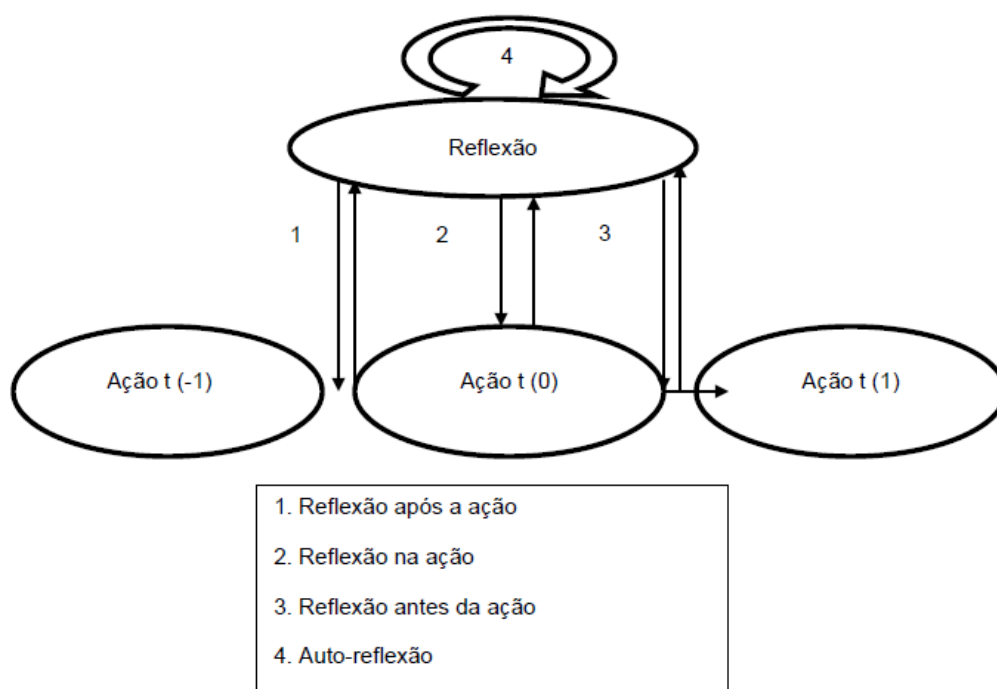 4
Reflexão
1
2
3
Ação t (-1)
Ação t (0)
Ação t (1)
1. Reflexão após a ação
2. Reflexão na ação
3. Reflexão antes da ação
4. Auto-reflexão